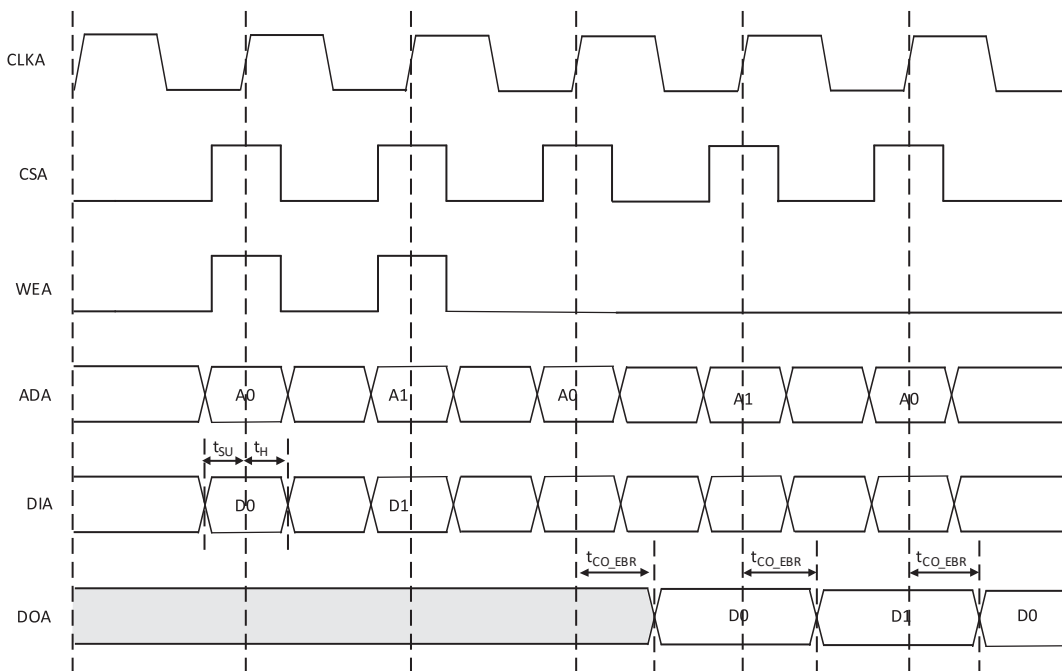 CLKA
CSA
WEA
ADA A0 A1 A0 A1 A0
tSU tH
DIA D0 D1
tCO_EBR tCO_EBR tCO_EBR
DOA D0 D1 D0